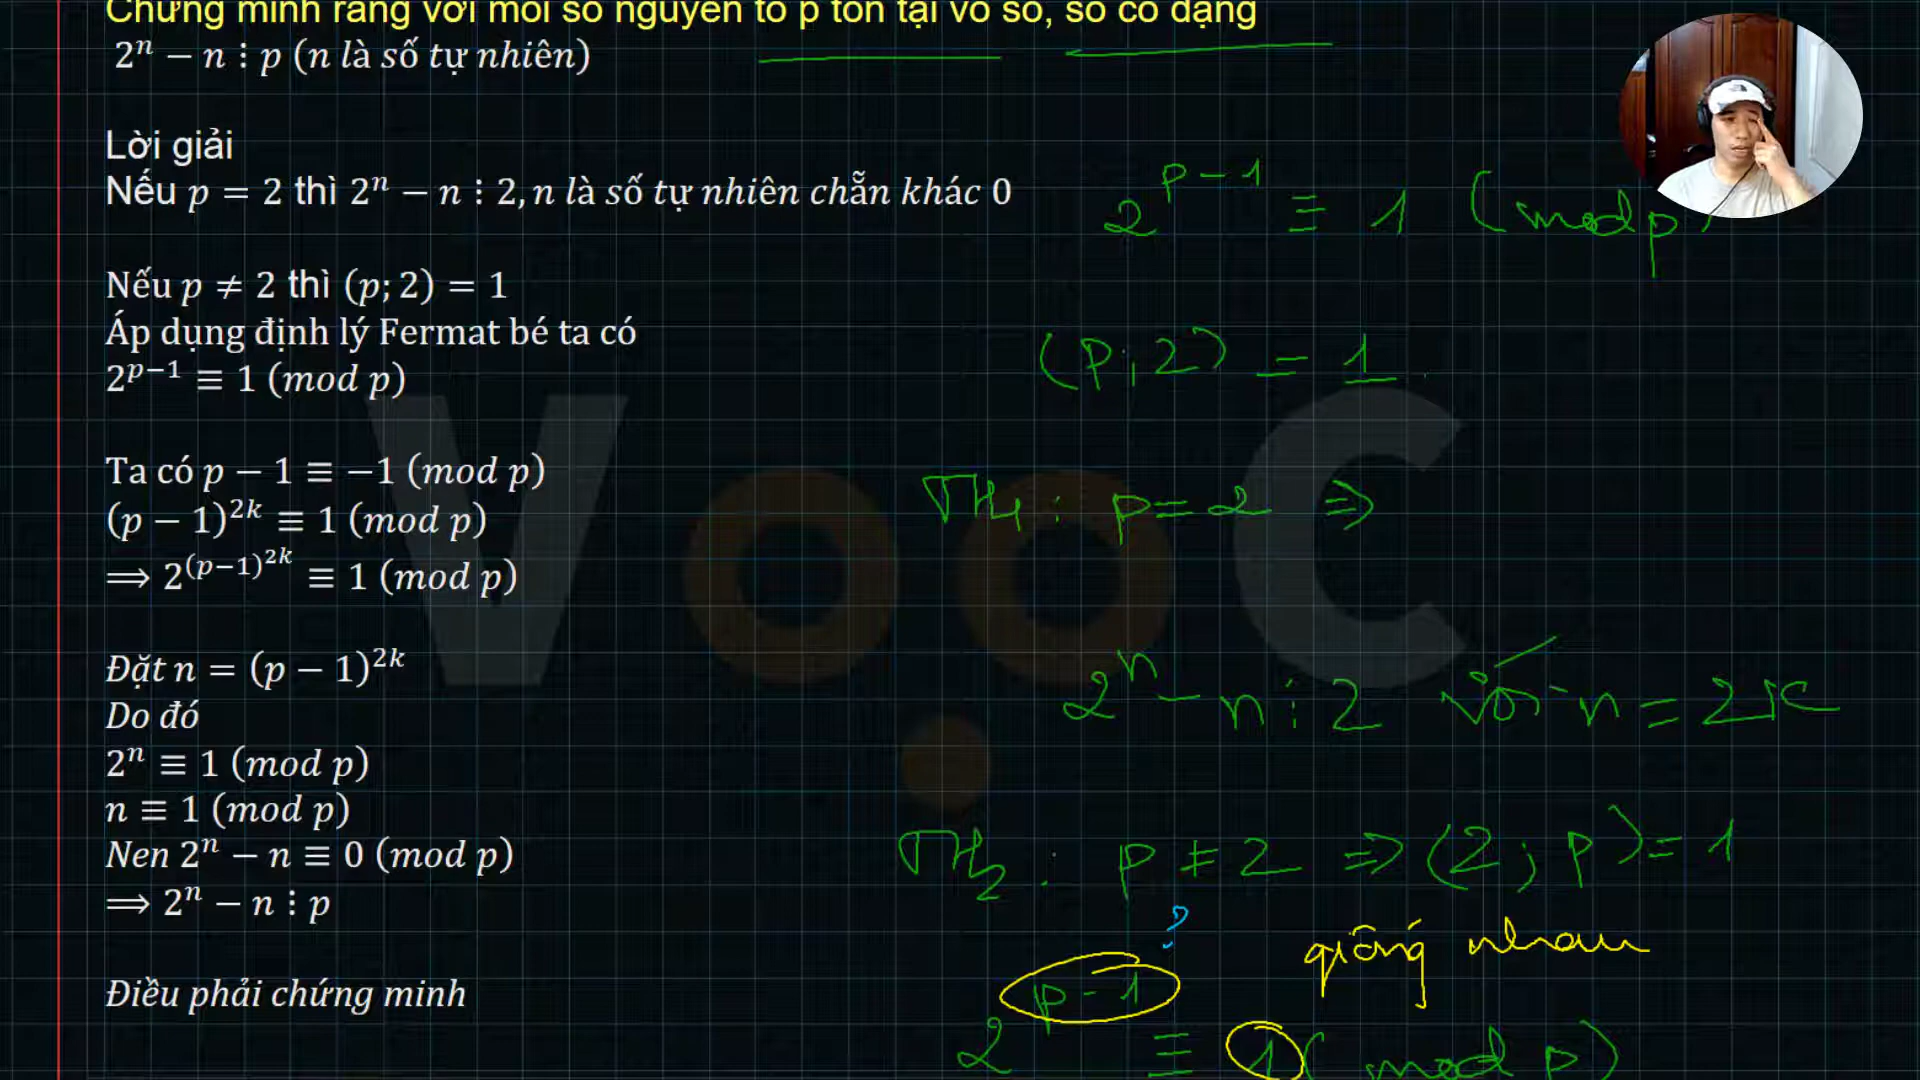 Chứng minh rằng với mỗi số nguyên tố p tồn tại vô số, số có dạng
2ⁿ − n ⋮ p (n là số tự nhiên)
Lời giải
Nếu p = 2 thì 2ⁿ − n ⋮ 2, n là số tự nhiên chẵn khác 0
Nếu p ≠ 2 thì (p; 2) = 1
Áp dụng định lý Fermat bé ta có
2^{p−1} ≡ 1 (mod p)
Ta có p − 1 ≡ −1 (mod p)
(p − 1)^{2k} ≡ 1 (mod p)
⟹ 2^{(p−1)^{2k}} ≡ 1 (mod p)
Đặt n = (p − 1)^{2k}
Do đó
2ⁿ ≡ 1 (mod p)
n ≡ 1 (mod p)
Nen 2ⁿ − n ≡ 0 (mod p)
⟹ 2ⁿ − n ⋮ p
Điều phải chứng minh
2^{p−1} ≡ 1 (mod p)
(p; 2) = 1
TH1: p = 2 ⇒
2ⁿ − n ⋮ 2 với n = 2k
TH2: p ≠ 2 ⇒ (2; p) = 1
?
giống nhau
2^{p−1} ≡ 1 (mod p)
VOOC